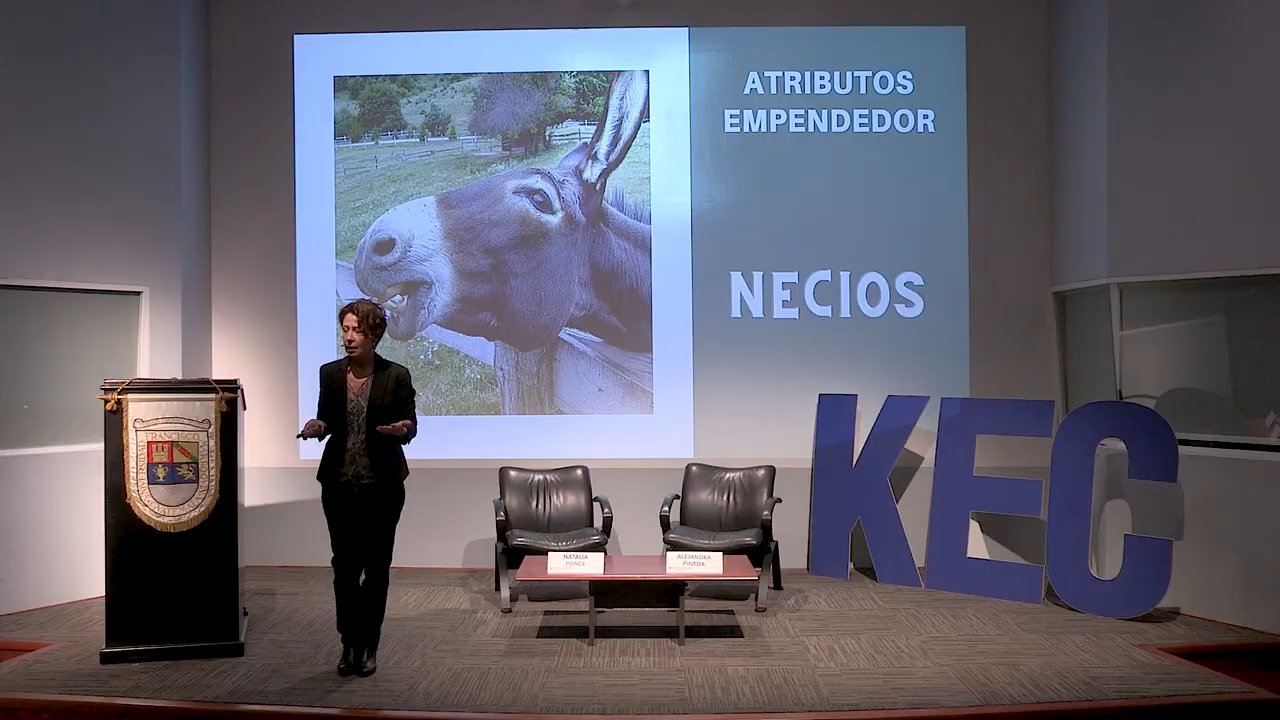 ATRIBUTOS
EMPENDEDOR
NECIOS
KEC
NATALIA
PONCE
ALEJANDRA
PINEDA
FRANCISCO